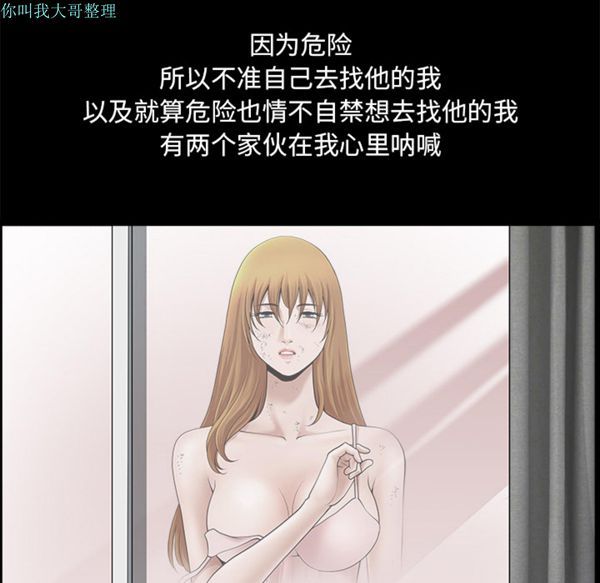 你叫我大哥整理
因为危险
所以不准自己去找他的我
以及就算危险也情不自禁想去找他的我
有两个家伙在我心里呐喊